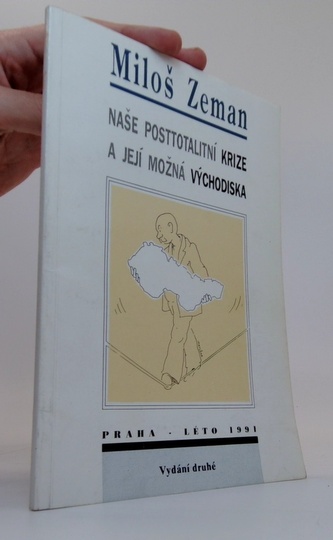 Miloš Zeman
NAŠE POSTTOTALITNÍ KRIZE
A JEJÍ MOŽNÁ VÝCHODISKA
PRAHA - LÉTO 1991
Vydání druhé